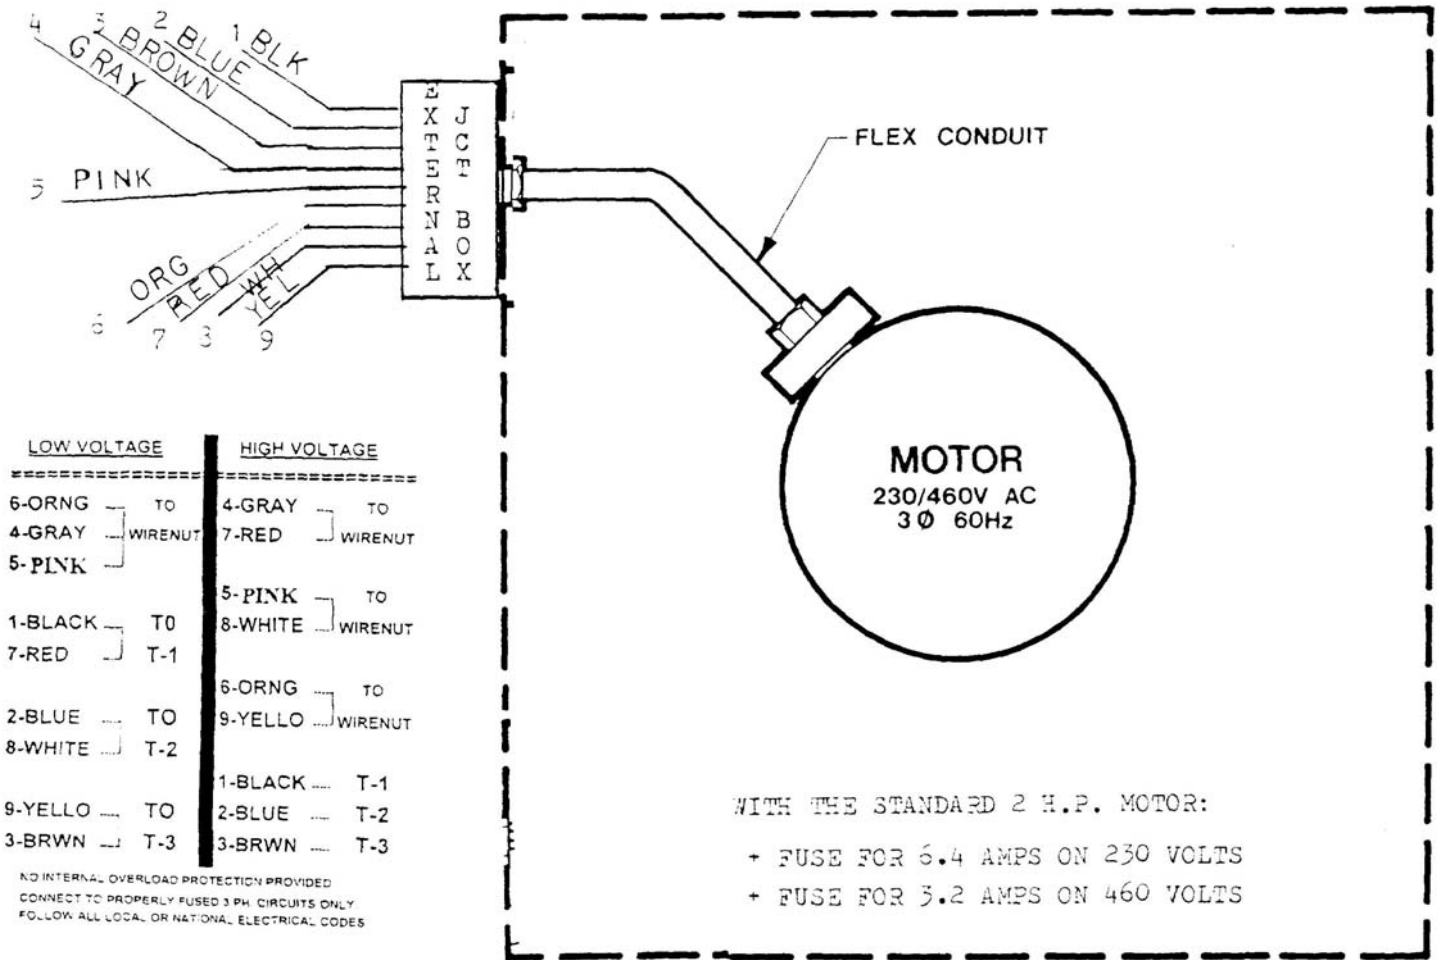 4 GRAY
3 BROWN
2 BLUE
1 BLK
5 PINK
6 ORG
7 RED
8 WH
9 YEL
EXTERNAL
JCT BOX
FLEX CONDUIT
MOTOR
230/460V AC
3Ø 60Hz
LOW VOLTAGE
6-ORNG TO
4-GRAY WIRENUT
5-PINK
1-BLACK TO
7-RED T-1
2-BLUE TO
8-WHITE T-2
9-YELLO TO
3-BRWN T-3
HIGH VOLTAGE
4-GRAY TO
7-RED WIRENUT
5-PINK TO
8-WHITE WIRENUT
6-ORNG TO
9-YELLO WIRENUT
1-BLACK T-1
2-BLUE T-2
3-BRWN T-3
NO INTERNAL OVERLOAD PROTECTION PROVIDED
CONNECT TO PROPERLY FUSED 3 PH. CIRCUITS ONLY
FOLLOW ALL LOCAL OR NATIONAL ELECTRICAL CODES
WITH THE STANDARD 2 H.P. MOTOR:
+ FUSE FOR 6.4 AMPS ON 230 VOLTS
+ FUSE FOR 3.2 AMPS ON 460 VOLTS